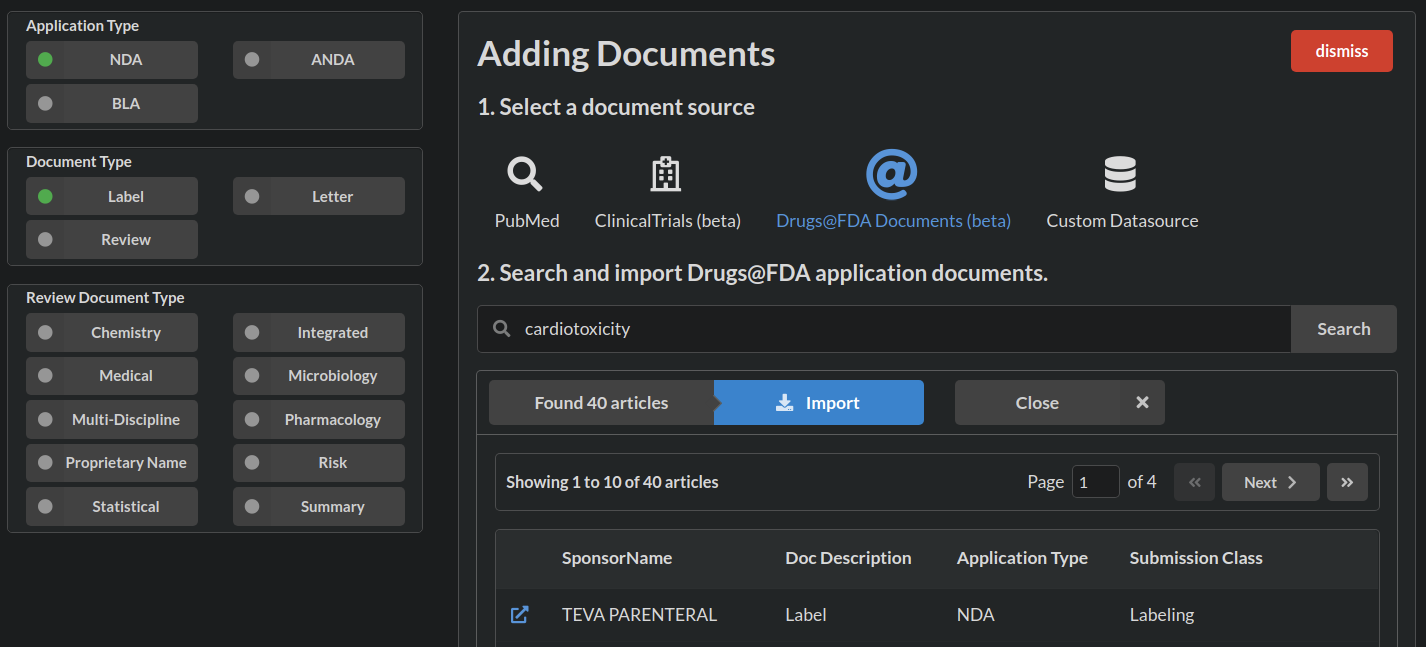 Application Type
NDA
ANDA
BLA
Document Type
Label
Letter
Review
Review Document Type
Chemistry
Integrated
Medical
Microbiology
Multi-Discipline
Pharmacology
Proprietary Name
Risk
Statistical
Summary
Adding Documents
dismiss
1. Select a document source
PubMed
ClinicalTrials (beta)
Drugs@FDA Documents (beta)
Custom Datasource
2. Search and import Drugs@FDA application documents.
cardiotoxicity
Search
Found 40 articles
Import
Close
Showing 1 to 10 of 40 articles
Page 1 of 4
Next
SponsorName Doc Description Application Type Submission Class
TEVA PARENTERAL Label NDA Labeling